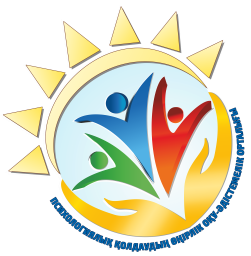 ПСИХОЛОГИЯЛЫҚ ҚОЛДАУДЫҢ ӨҢІРЛІК ОҚУ-ӘДІСТЕМЕЛІК ОРТАЛЫҒЫ